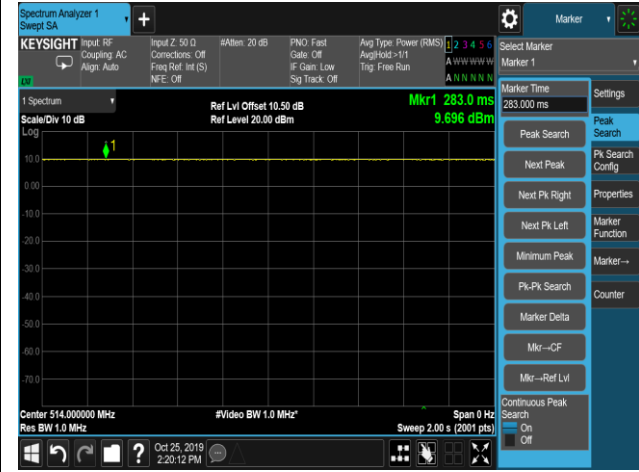 Spectrum Analyzer 1
Swept SA
Marker
KEYSIGHT
Input: RF
Coupling: AC
Align: Auto
Input Z: 50 Ω
Corrections: Off
Freq Ref: Int (S)
NFE: Off
#Atten: 20 dB
PNO: Fast
Gate: Off
IF Gain: Low
Sig Track: Off
Avg Type: Power (RMS)
Avg|Hold >1/1
Trig: Free Run
1 2 3 4 5 6
A W W W W W
A N N N N N
LXI
Select Marker
Marker 1
1 Spectrum
Scale/Div 10 dB
Log
Ref Lvl Offset 10.50 dB
Ref Level 20.00 dBm
Mkr1 283.0 ms
9.696 dBm
1
10.0
0.00
-10.0
-20.0
-30.0
-40.0
-50.0
-60.0
-70.0
Center 514.000000 MHz
Res BW 1.0 MHz
#Video BW 1.0 MHz*
Span 0 Hz
Sweep 2.00 s (2001 pts)
Marker Time
283.000 ms
Peak Search
Next Peak
Next Pk Right
Next Pk Left
Minimum Peak
Pk-Pk Search
Marker Delta
Mkr→CF
Mkr→Ref Lvl
Continuous Peak
Search
On
Off
Settings
Peak
Search
Pk Search
Config
Properties
Marker
Function
Marker→
Counter
Oct 25, 2019
2:20:12 PM